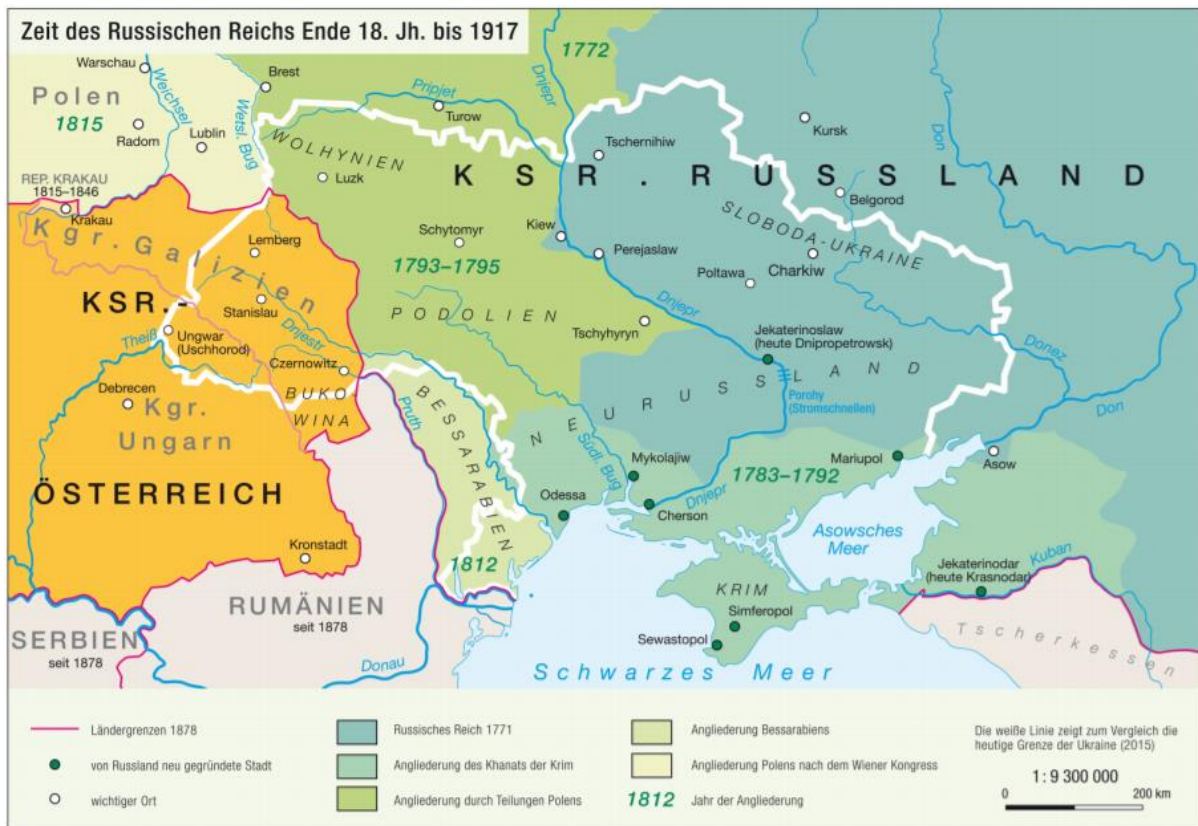 Zeit des Russischen Reichs Ende 18. Jh. bis 1917
1772
Warschau
Weichsel
Brest
Dnjepr
Polen
1815
Westl. Bug
Pripjet
Turow
Radom
Lublin
Kursk
Don
WOLHYNIEN
Tschernihiw
REP. KRAKAU
1815–1846
Krakau
Luzk
KSR. RUSSLAND
Belgorod
Kgr. Galizien
Lemberg
Schytomyr
Kiew
Perejaslaw
SLOBODA-UKRAINE
Charkiw
Poltawa
1793–1795
KSR.-
Stanislau
PODOLIEN
Dnjepr
Theiß
Ungwar
(Uschhorod)
Dnjestr
Tschyhyryn
Jekaterinoslaw
(heute Dnipropetrowsk)
Donez
Czernowitz
Debrecen
BUKO-
WINA
Kgr.
Ungarn
Pruth
BESSARABIEN
NEURUSSLAND
Porohy
(Stromschnellen)
Don
Südl. Bug
Mykolajiw
1783–1792
Mariupol
Asow
ÖSTERREICH
Odessa
Dnjepr
Cherson
Asowsches
Meer
Kronstadt
1812
Jekaterinodar
(heute Krasnodar)
Kuban
KRIM
Simferopol
RUMÄNIEN
seit 1878
Sewastopol
SERBIEN
seit 1878
Tscherkessen
Donau
Schwarzes Meer
Ländergrenzen 1878
von Russland neu gegründete Stadt
wichtiger Ort
Russisches Reich 1771
Angliederung des Khanats der Krim
Angliederung durch Teilungen Polens
Angliederung Bessarabiens
Angliederung Polens nach dem Wiener Kongress
1812 Jahr der Angliederung
Die weiße Linie zeigt zum Vergleich die
heutige Grenze der Ukraine (2015)
1 : 9 300 000
0 200 km